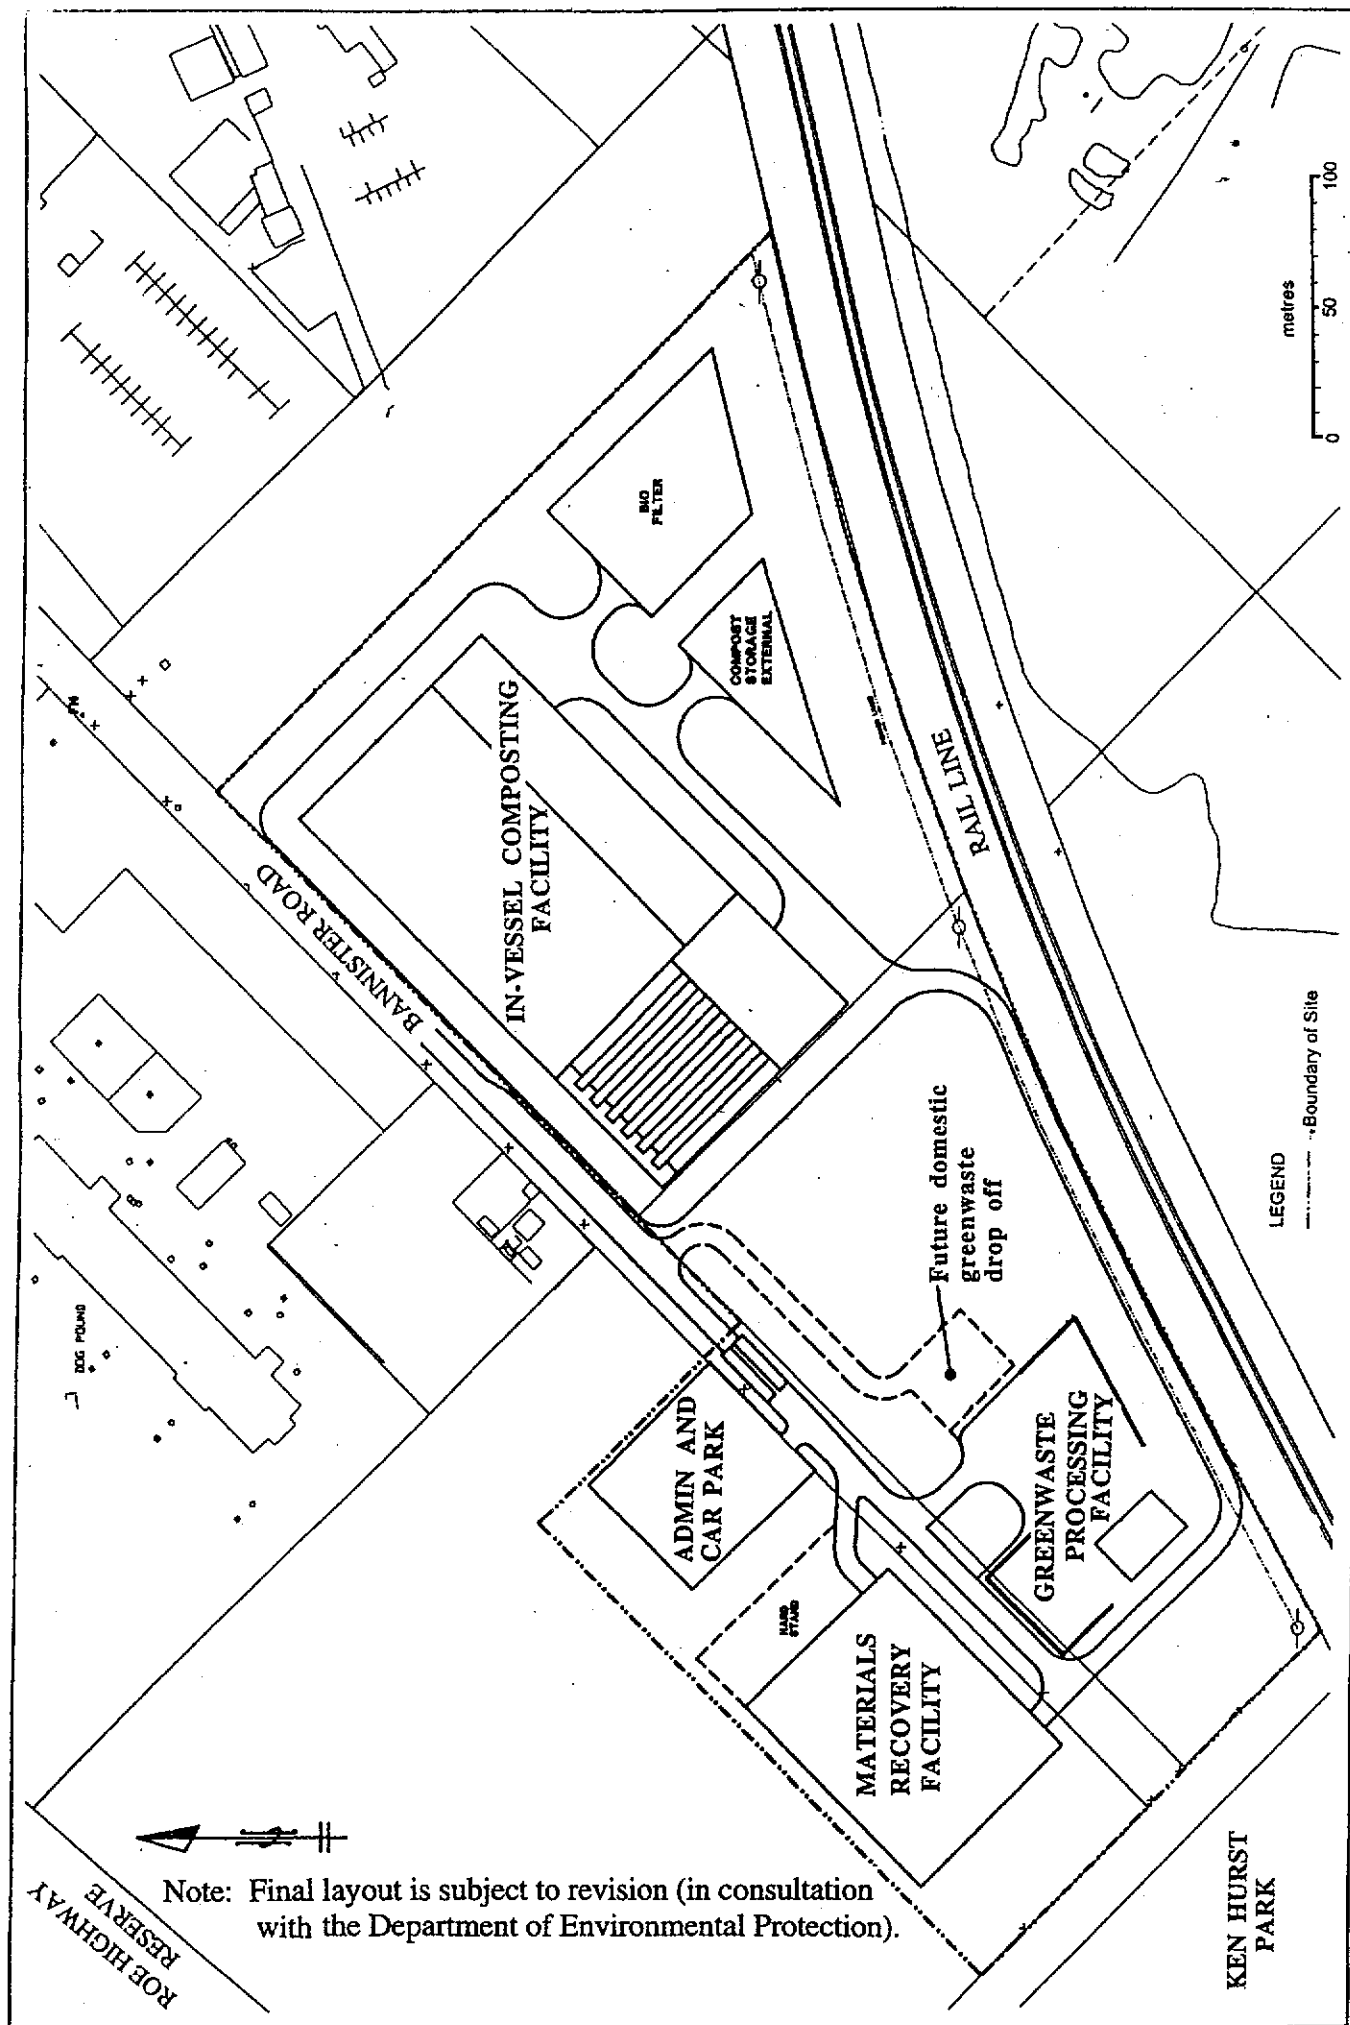 DOG POUND
BANNISTER ROAD
IN-VESSEL COMPOSTING
FACILITY
BIO
FILTER
COMPOST
STORAGE
EXTERNAL
RAIL LINE
metres
0
50
100
ADMIN AND
CAR PARK
HARD
STAND
MATERIALS
RECOVERY
FACILITY
GREENWASTE
PROCESSING
FACILITY
Future domestic
greenwaste
drop off
LEGEND
Boundary of Site
ROE HIGHWAY
RESERVE
KEN HURST
PARK
Note: Final layout is subject to revision (in consultation
with the Department of Environmental Protection).